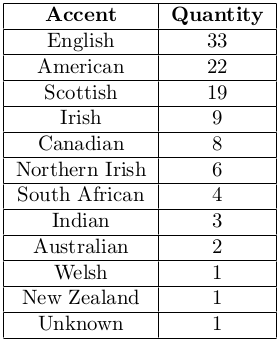 Accent Quantity
English 33
American 22
Scottish 19
Irish 9
Canadian 8
Northern Irish 6
South African 4
Indian 3
Australian 2
Welsh 1
New Zealand 1
Unknown 1